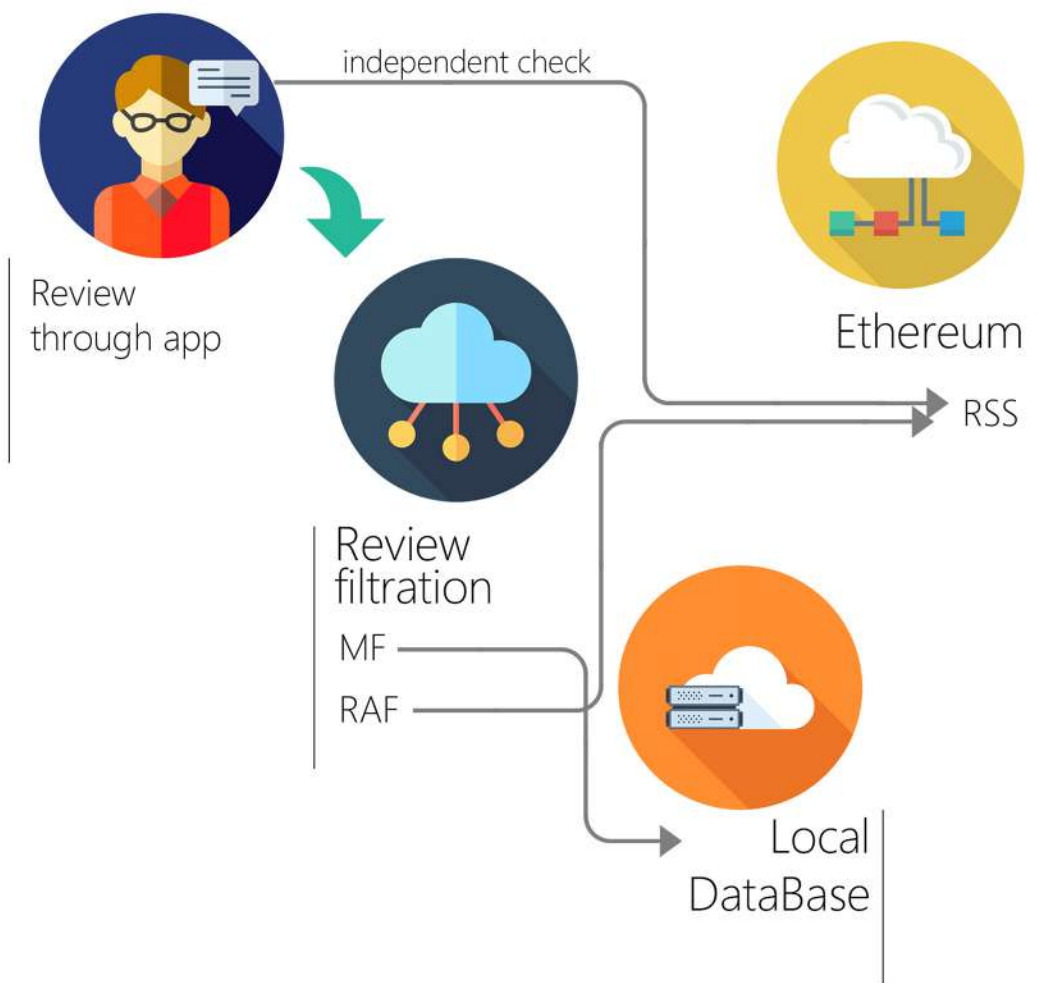 independent check
Review
through app
Ethereum
RSS
Review
filtration
MF
RAF
Local
DataBase